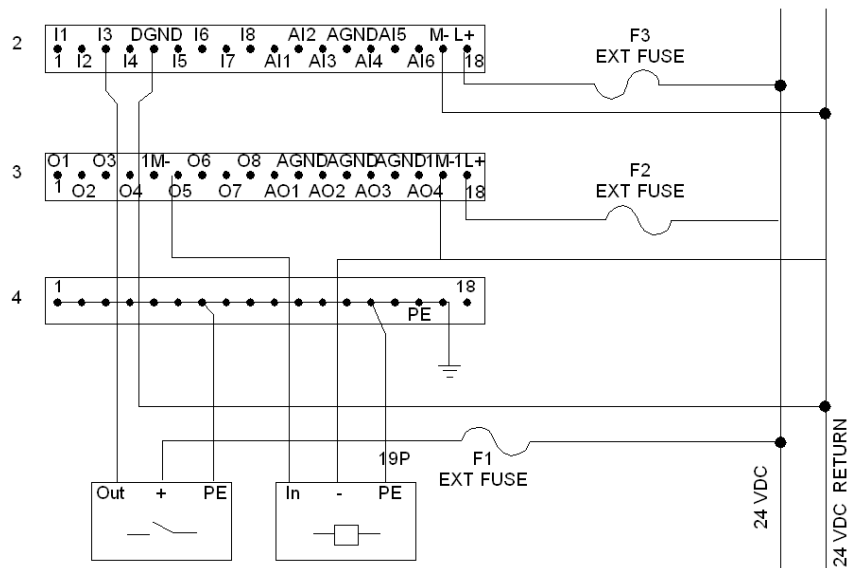 2
I1 I3 DGND I6 I8 AI2 AGND AI5 M- L+
1 I2 I4 I5 I7 AI1 AI3 AI4 AI6 18
F3
EXT FUSE
3
O1 O3 1M- O6 O8 AGND AGND AGND 1M- 1L+
1 O2 O4 O5 O7 AO1 AO2 AO3 AO4 18
F2
EXT FUSE
4
1 18
PE
19P
F1
EXT FUSE
Out + PE
In - PE
24 VDC
24 VDC RETURN